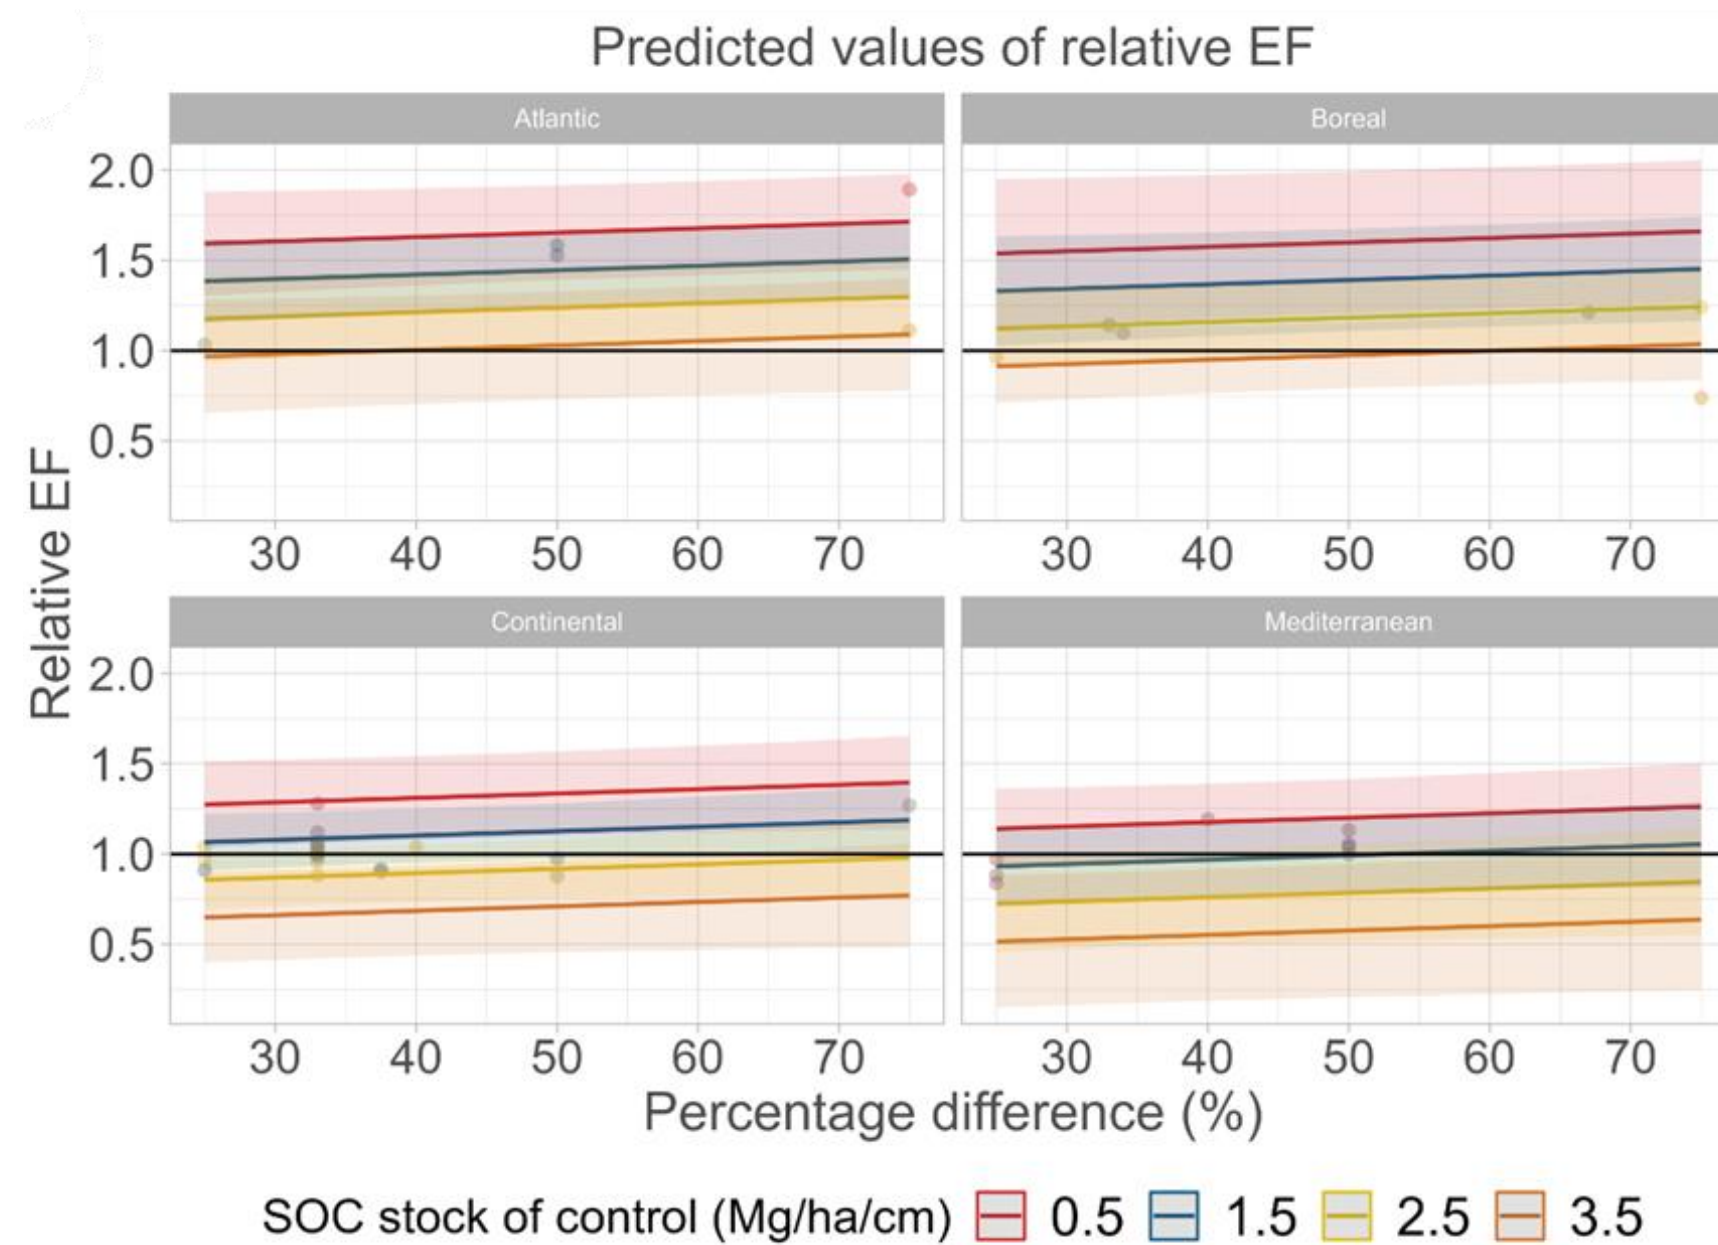 Predicted values of relative EF
Atlantic
Boreal
2.0
1.5
1.0
0.5
30 40 50 60 70
30 40 50 60 70
Relative EF
Continental
Mediterranean
2.0
1.5
1.0
0.5
30 40 50 60 70
30 40 50 60 70
Percentage difference (%)
SOC stock of control (Mg/ha/cm) 0.5 1.5 2.5 3.5